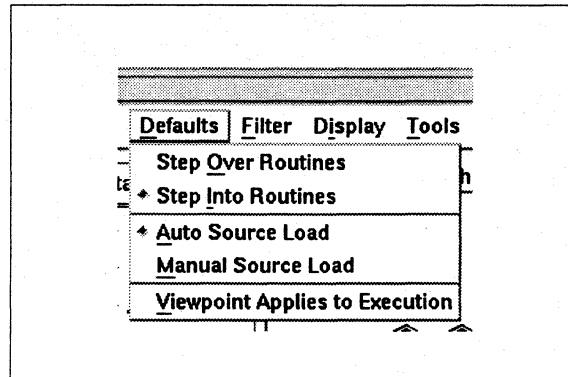 Defaults Filter Display Tools
Step Over Routines
Step Into Routines
Auto Source Load
Manual Source Load
Viewpoint Applies to Execution